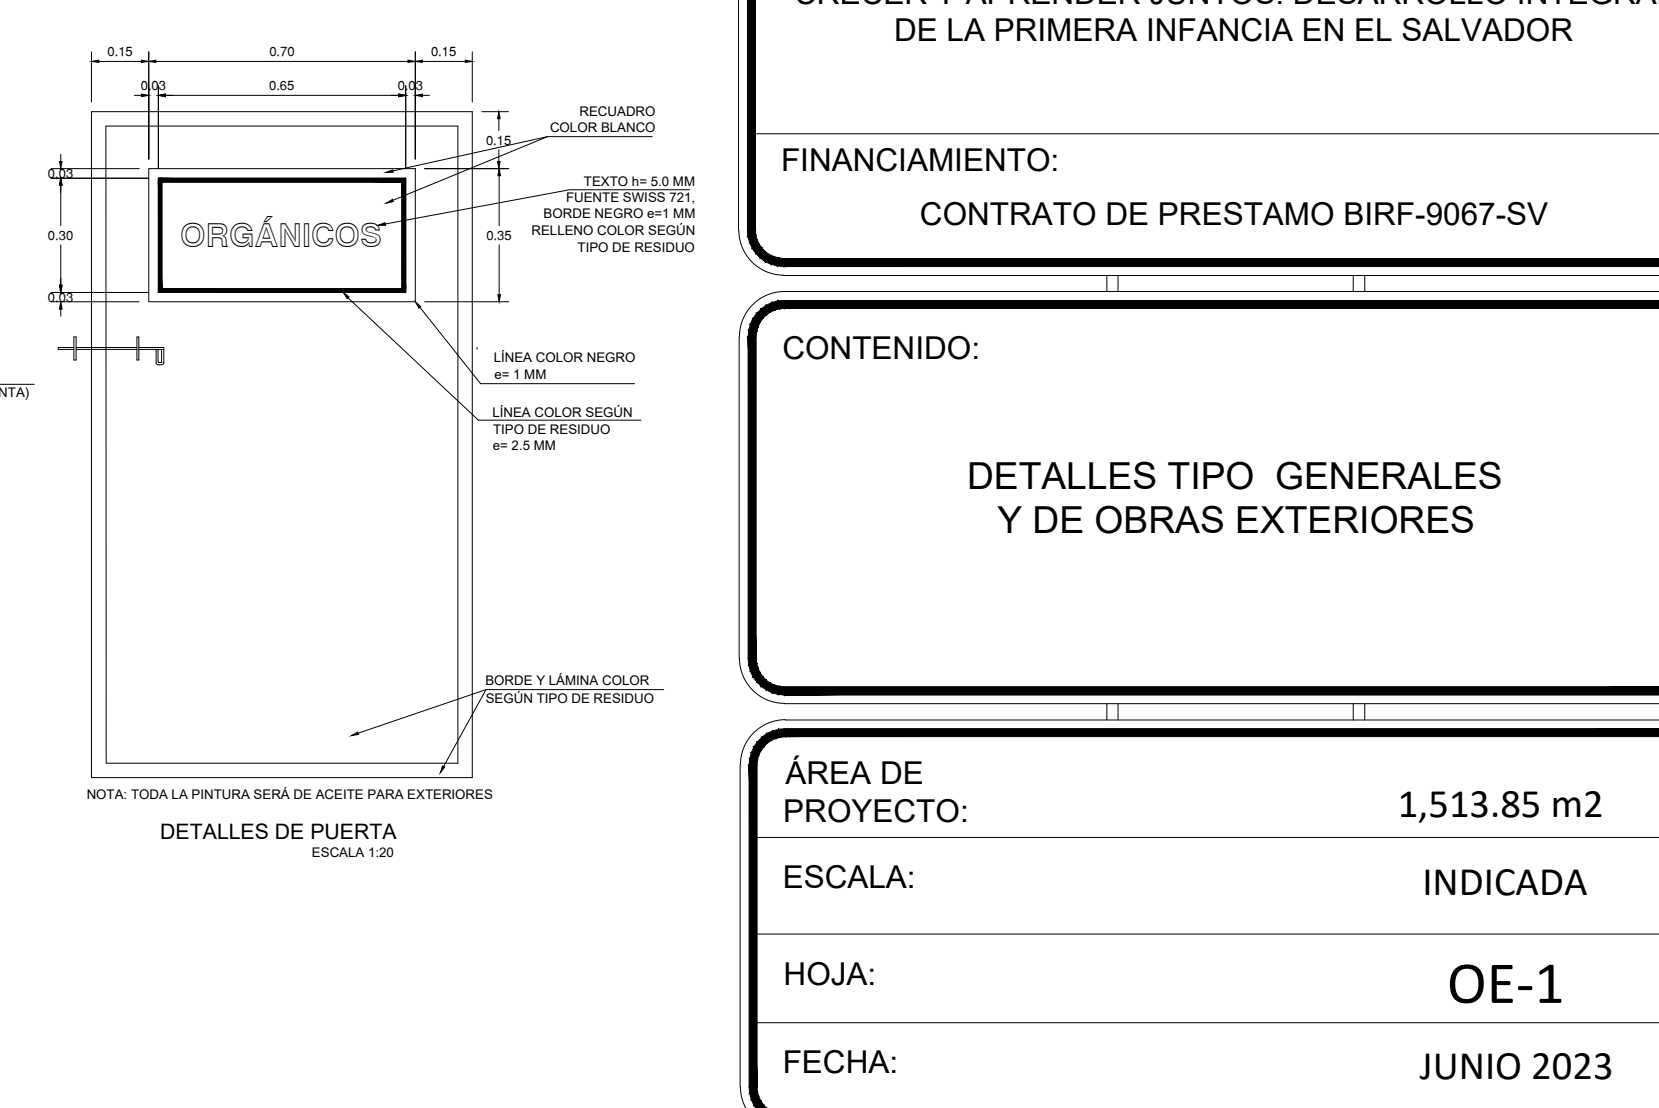 0.15 0.70 0.15
0.03 0.65 0.03
RECUADRO
COLOR BLANCO
0.15
0.03
TEXTO h= 5.0 MM
FUENTE SWISS 721,
BORDE NEGRO e=1 MM
RELLENO COLOR SEGÚN
TIPO DE RESIDUO
0.30
ORGÁNICOS
0.35
0.03
LÍNEA COLOR NEGRO
e= 1 MM
NTA)
LÍNEA COLOR SEGÚN
TIPO DE RESIDUO
e= 2.5 MM
BORDE Y LÁMINA COLOR
SEGÚN TIPO DE RESIDUO
NOTA: TODA LA PINTURA SERÁ DE ACEITE PARA EXTERIORES
DETALLES DE PUERTA
ESCALA 1:20
CRECER Y APRENDER JUNTOS: DESARROLLO INTEGRAL
DE LA PRIMERA INFANCIA EN EL SALVADOR
FINANCIAMIENTO:
CONTRATO DE PRESTAMO BIRF-9067-SV
CONTENIDO:
DETALLES TIPO GENERALES
Y DE OBRAS EXTERIORES
ÁREA DE
PROYECTO:
1,513.85 m2
ESCALA:
INDICADA
HOJA:
OE-1
FECHA:
JUNIO 2023